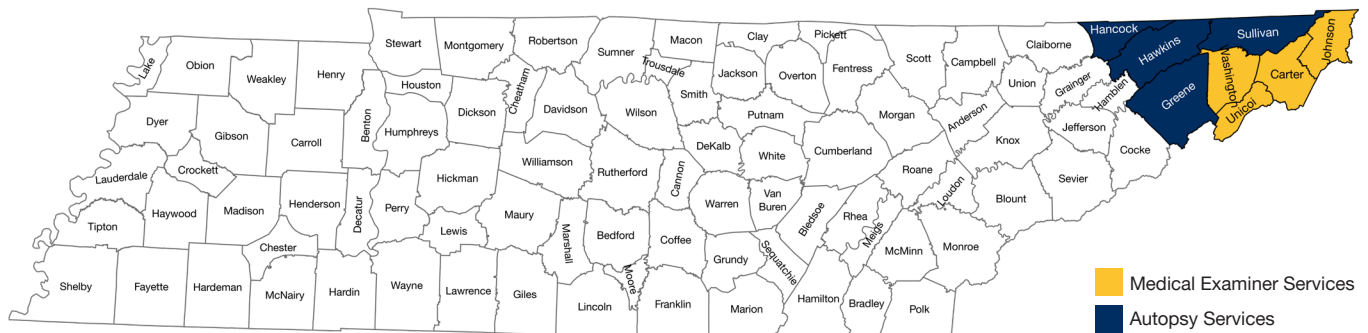 Stewart
Montgomery
Robertson
Sumner
Macon
Clay
Pickett
Hancock
Hawkins
Sullivan
Johnson
Lake
Obion
Weakley
Henry
Houston
Cheatham
Trousdale
Jackson
Overton
Fentress
Scott
Campbell
Claiborne
Union
Grainger
Hamblen
Greene
Washington
Unicoi
Carter
Dyer
Gibson
Carroll
Benton
Humphreys
Dickson
Davidson
Wilson
Smith
Putnam
Morgan
Anderson
Knox
Jefferson
Cocke
Lauderdale
Crockett
Hickman
Williamson
Rutherford
Cannon
DeKalb
White
Cumberland
Roane
Loudon
Blount
Sevier
Tipton
Haywood
Madison
Henderson
Decatur
Perry
Lewis
Maury
Marshall
Bedford
Coffee
Warren
Van
Buren
Bledsoe
Rhea
Meigs
McMinn
Monroe
Shelby
Fayette
Hardeman
Chester
McNairy
Hardin
Wayne
Lawrence
Giles
Lincoln
Moore
Franklin
Grundy
Sequatchie
Marion
Hamilton
Bradley
Polk
Medical Examiner Services
Autopsy Services